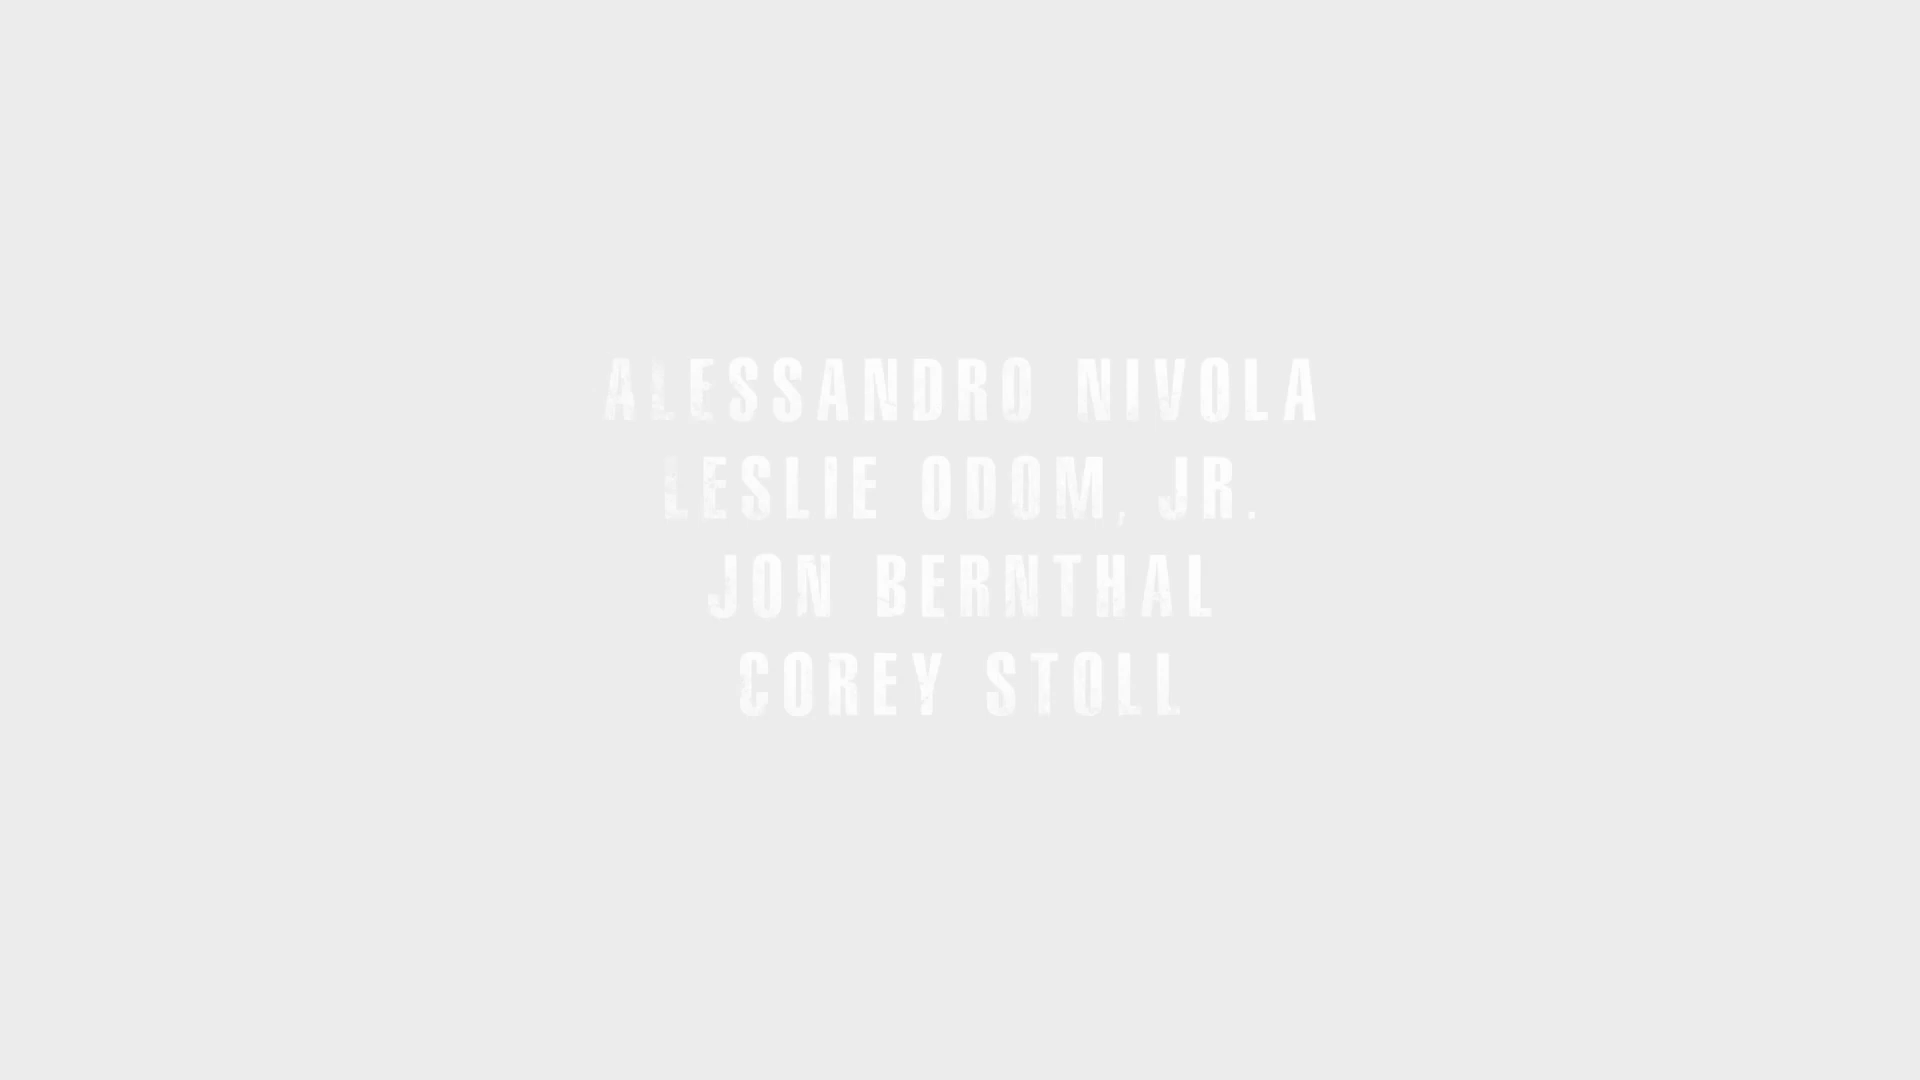 ALESSANDRO NIVOLA
LESLIE ODOM, JR.
JON BERNTHAL
COREY STOLL